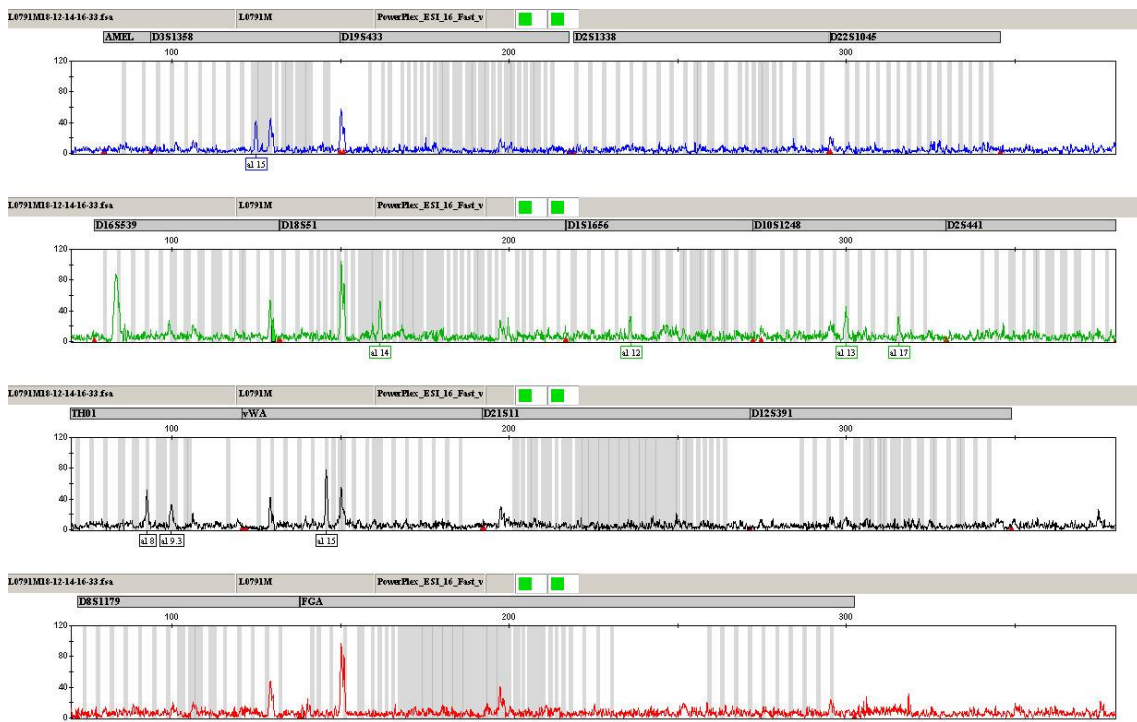 L0791M18-12-14-16-33.fsa L0791M PowerPlex_ESI_16_Fast_v
AMEL D3S1358 D19S433 D2S1338 D22S1045
100 200 300
120
80
40
0
al 15
L0791M18-12-14-16-33.fsa L0791M PowerPlex_ESI_16_Fast_v
D16S539 D18S51 D1S1656 D10S1248 D2S441
100 200 300
120
80
40
0
al 14 al 12 al 13 al 17
L0791M18-12-14-16-33.fsa L0791M PowerPlex_ESI_16_Fast_v
TH01 vWA D21S11 D12S391
100 200 300
120
80
40
0
al 8 al 9.3 al 15
L0791M18-12-14-16-33.fsa L0791M PowerPlex_ESI_16_Fast_v
D8S1179 FGA
100 200 300
120
80
40
0